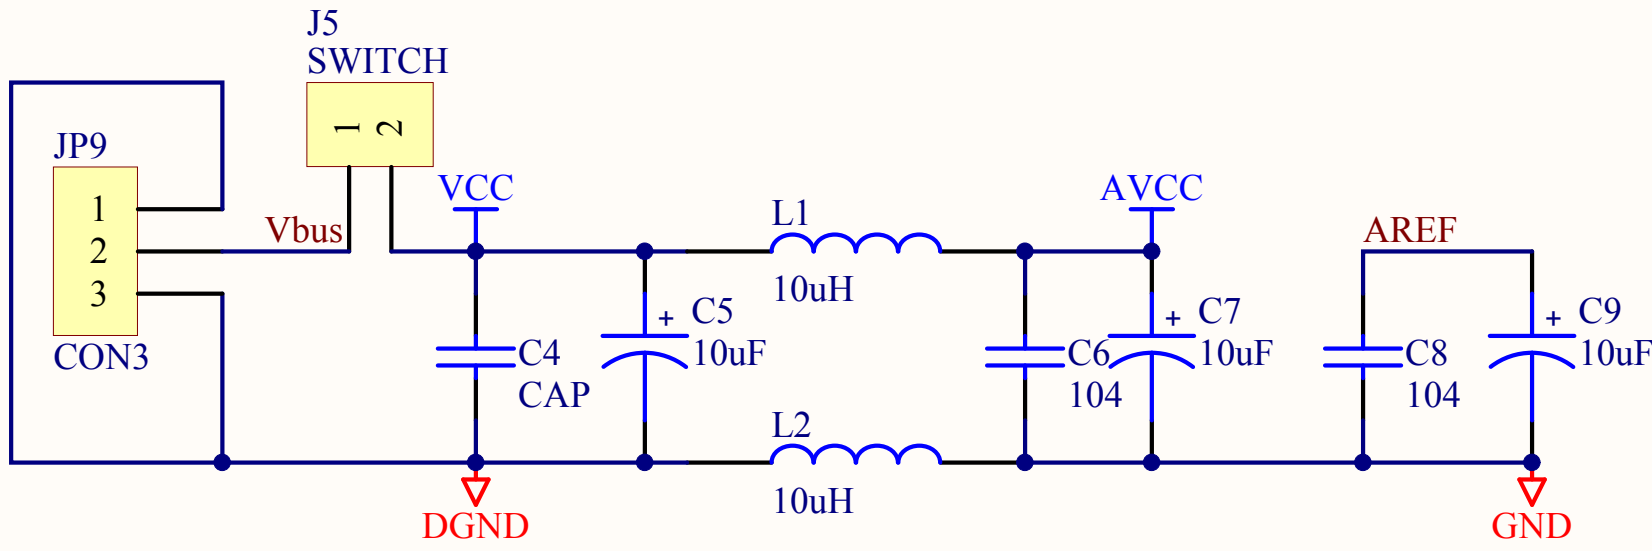 J5
SWITCH
1
2
JP9
1
2
3
CON3
Vbus
VCC
L1
10uH
AVCC
AREF
C4
CAP
+
C5
10uF
C6
104
+
C7
10uF
C8
104
+
C9
10uF
L2
10uH
DGND
GND